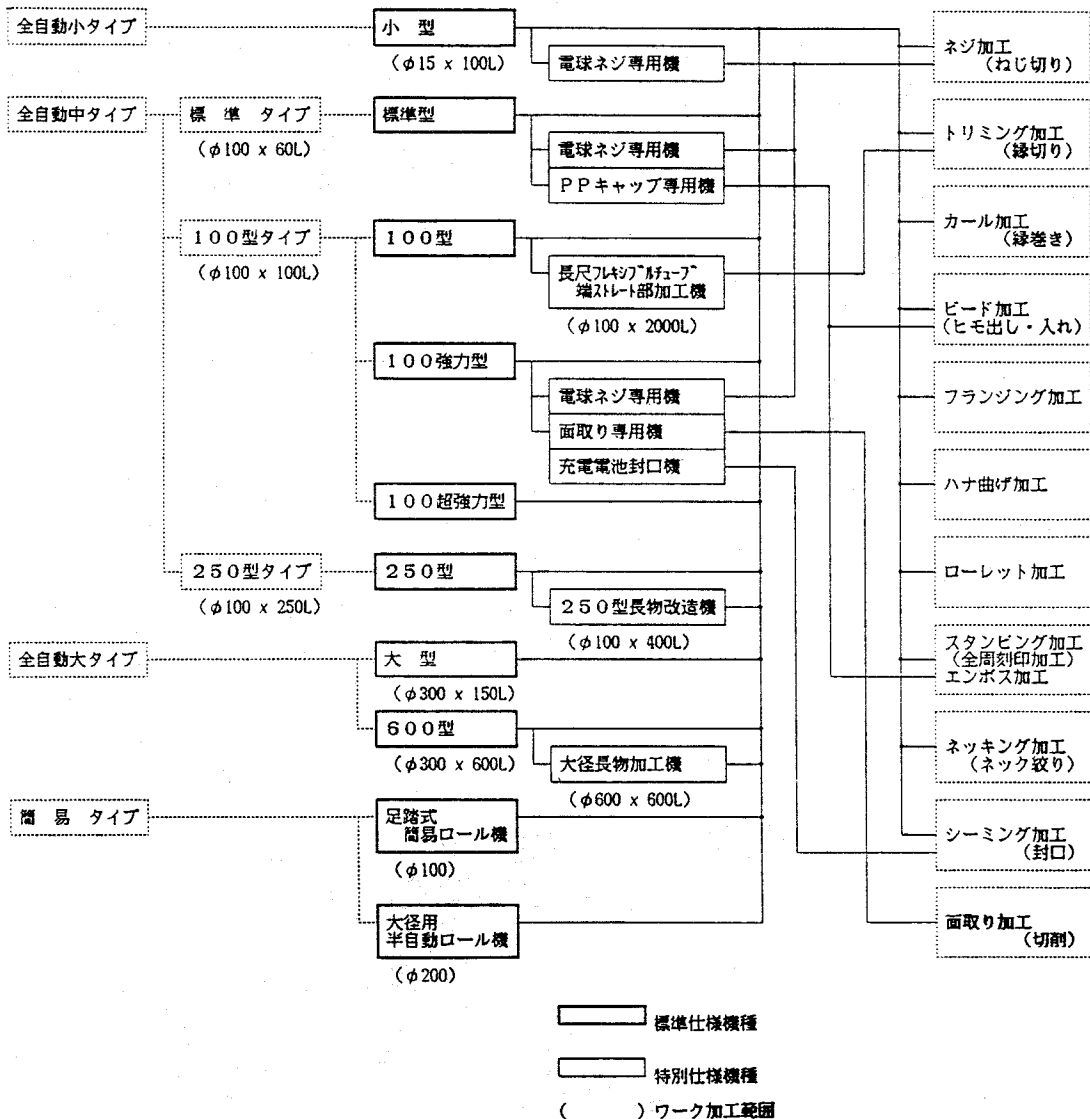 全自動小タイプ
小 型
(φ15 x 100L)
電球ネジ専用機
全自動中タイプ
標 準 タイプ
(φ100 x 60L)
標準型
電球ネジ専用機
PPキャップ専用機
100型タイプ
(φ100 x 100L)
100型
長尺フレキシブルチューブ
端ストレート部加工機
(φ100 x 2000L)
100強力型
電球ネジ専用機
面取り専用機
充電電池封口機
100超強力型
250型タイプ
(φ100 x 250L)
250型
250型長物改造機
(φ100 x 400L)
全自動大タイプ
大 型
(φ300 x 150L)
600型
(φ300 x 600L)
大径長物加工機
(φ600 x 600L)
簡 易 タイプ
足踏式
簡易ロール機
(φ100)
大径用
半自動ロール機
(φ200)
ネジ加工
(ねじ切り)
トリミング加工
(縁切り)
カール加工
(縁巻き)
ビード加工
(ヒモ出し・入れ)
フランジング加工
ハナ曲げ加工
ローレット加工
スタンピング加工
(全周刻印加工)
エンボス加工
ネッキング加工
(ネック絞り)
シーミング加工
(封口)
面取り加工
(切削)
標準仕様機種
特別仕様機種
( ) ワーク加工範囲